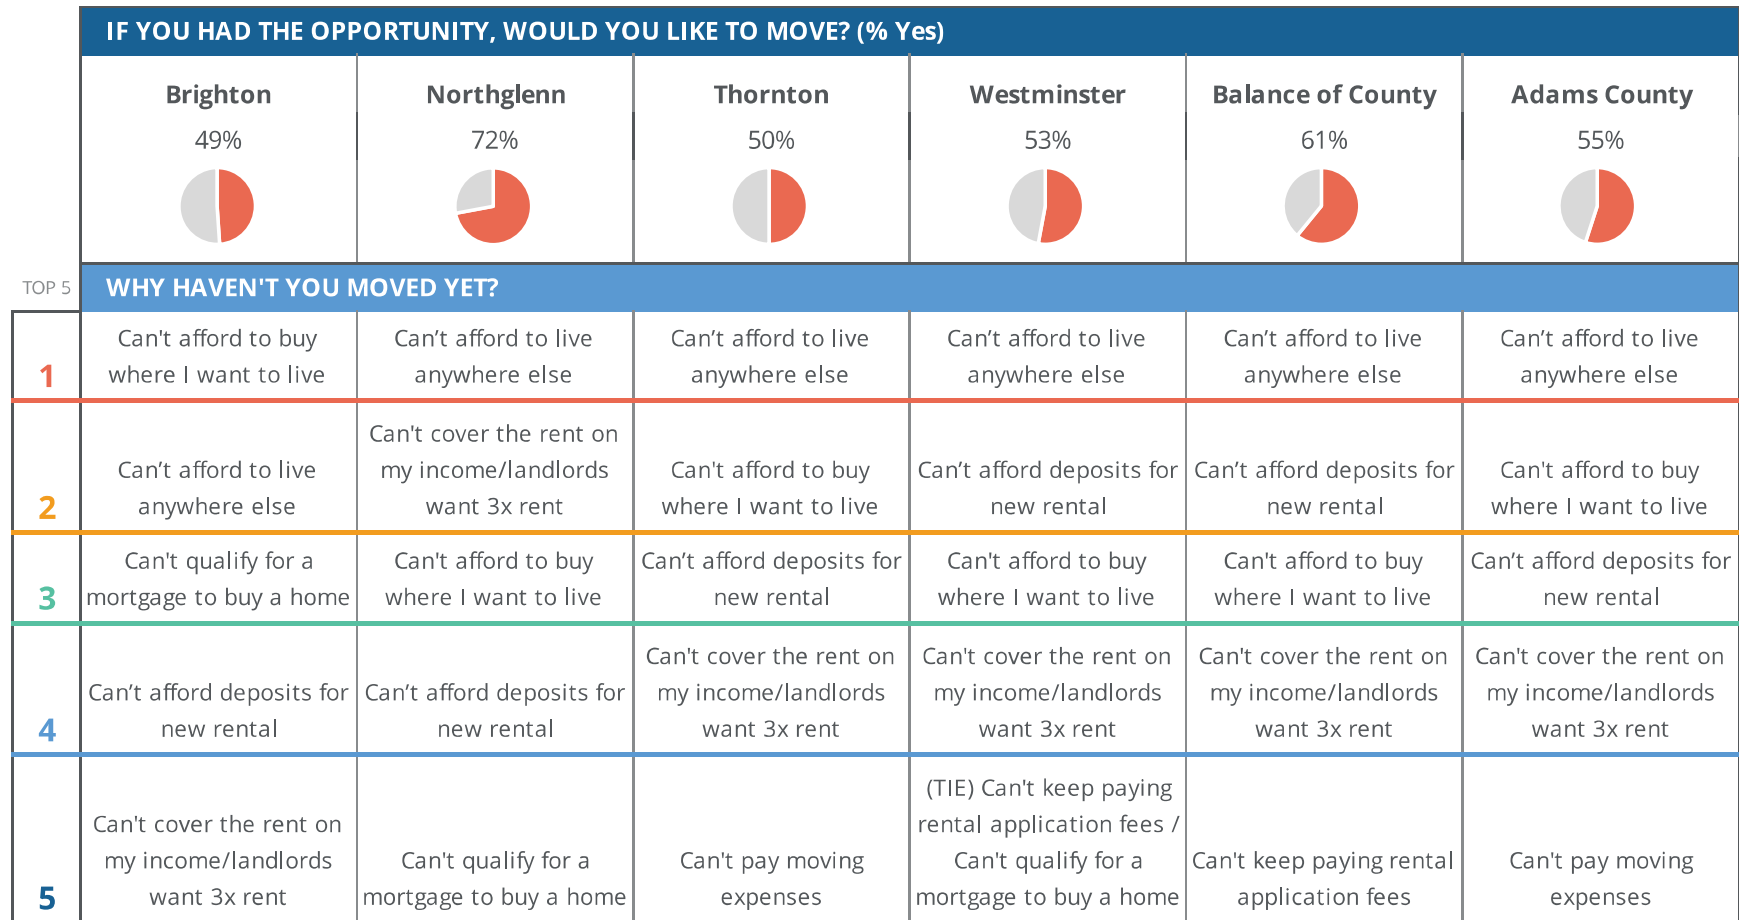 IF YOU HAD THE OPPORTUNITY, WOULD YOU LIKE TO MOVE? (% Yes)
Brighton
Northglenn
Thornton
Westminster
Balance of County
Adams County
49%
72%
50%
53%
61%
55%
TOP 5
WHY HAVEN'T YOU MOVED YET?
1
Can't afford to buy
where I want to live
Can’t afford to live
anywhere else
Can’t afford to live
anywhere else
Can’t afford to live
anywhere else
Can’t afford to live
anywhere else
Can’t afford to live
anywhere else
2
Can’t afford to live
anywhere else
Can't cover the rent on
my income/landlords
want 3x rent
Can't afford to buy
where I want to live
Can’t afford deposits for
new rental
Can’t afford deposits for
new rental
Can't afford to buy
where I want to live
3
Can't qualify for a
mortgage to buy a home
Can't afford to buy
where I want to live
Can’t afford deposits for
new rental
Can't afford to buy
where I want to live
Can't afford to buy
where I want to live
Can’t afford deposits for
new rental
4
Can’t afford deposits for
new rental
Can’t afford deposits for
new rental
Can't cover the rent on
my income/landlords
want 3x rent
Can't cover the rent on
my income/landlords
want 3x rent
Can't cover the rent on
my income/landlords
want 3x rent
Can't cover the rent on
my income/landlords
want 3x rent
5
Can't cover the rent on
my income/landlords
want 3x rent
Can't qualify for a
mortgage to buy a home
Can't pay moving
expenses
(TIE) Can't keep paying
rental application fees /
Can't qualify for a
mortgage to buy a home
Can't keep paying rental
application fees
Can't pay moving
expenses